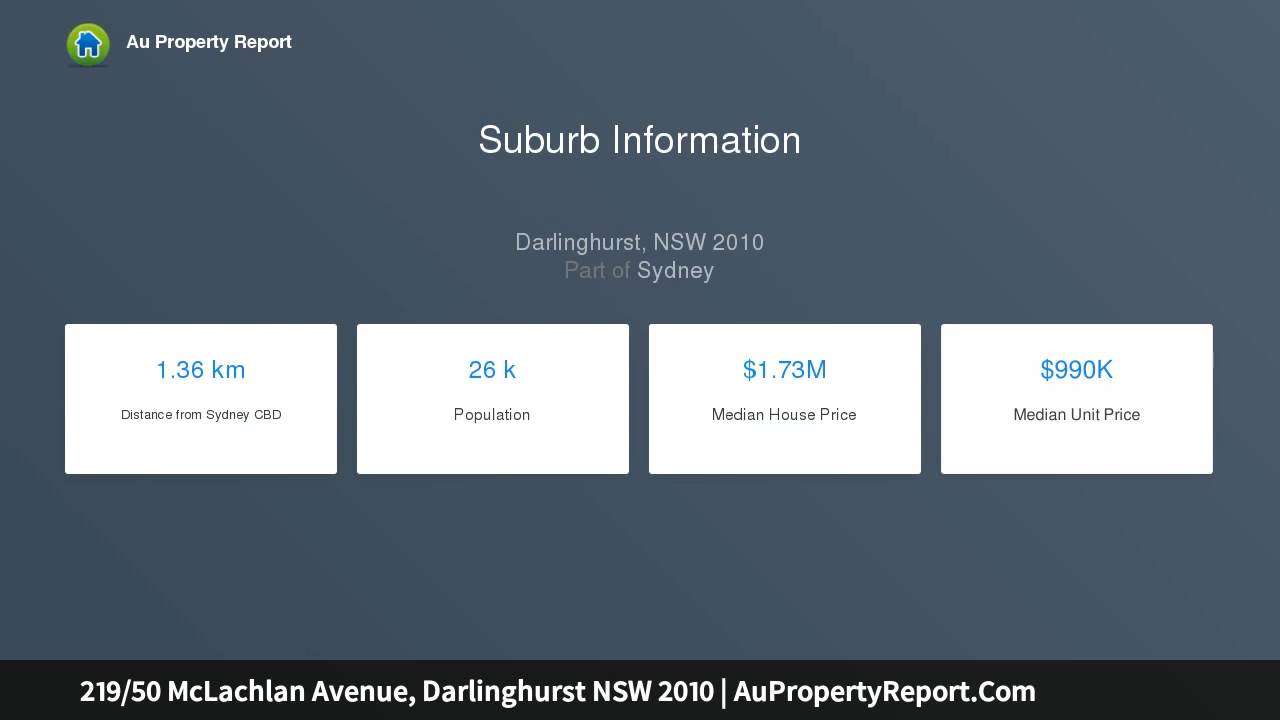 Au Property Report
Suburb Information
Darlinghurst, NSW 2010
Part of Sydney
1.36 km
Distance from Sydney CBD
26 k
Population
$1.73M
Median House Price
$990K
Median Unit Price
219/50 McLachlan Avenue, Darlinghurst NSW 2010 | AuPropertyReport.Com